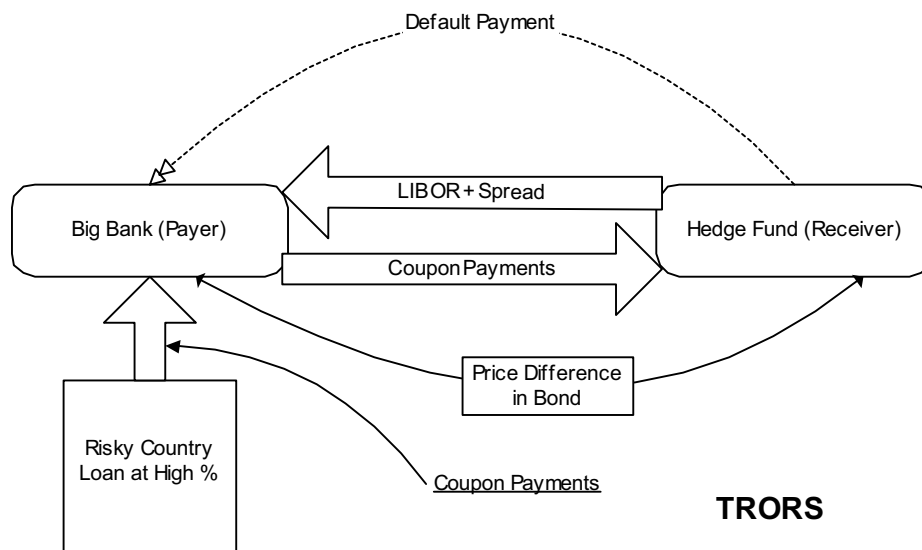 Default Payment
LIBOR + Spread
Big Bank (Payer)
Hedge Fund (Receiver)
Coupon Payments
Price Difference
in Bond
Risky Country
Loan at High %
Coupon Payments
TRORS